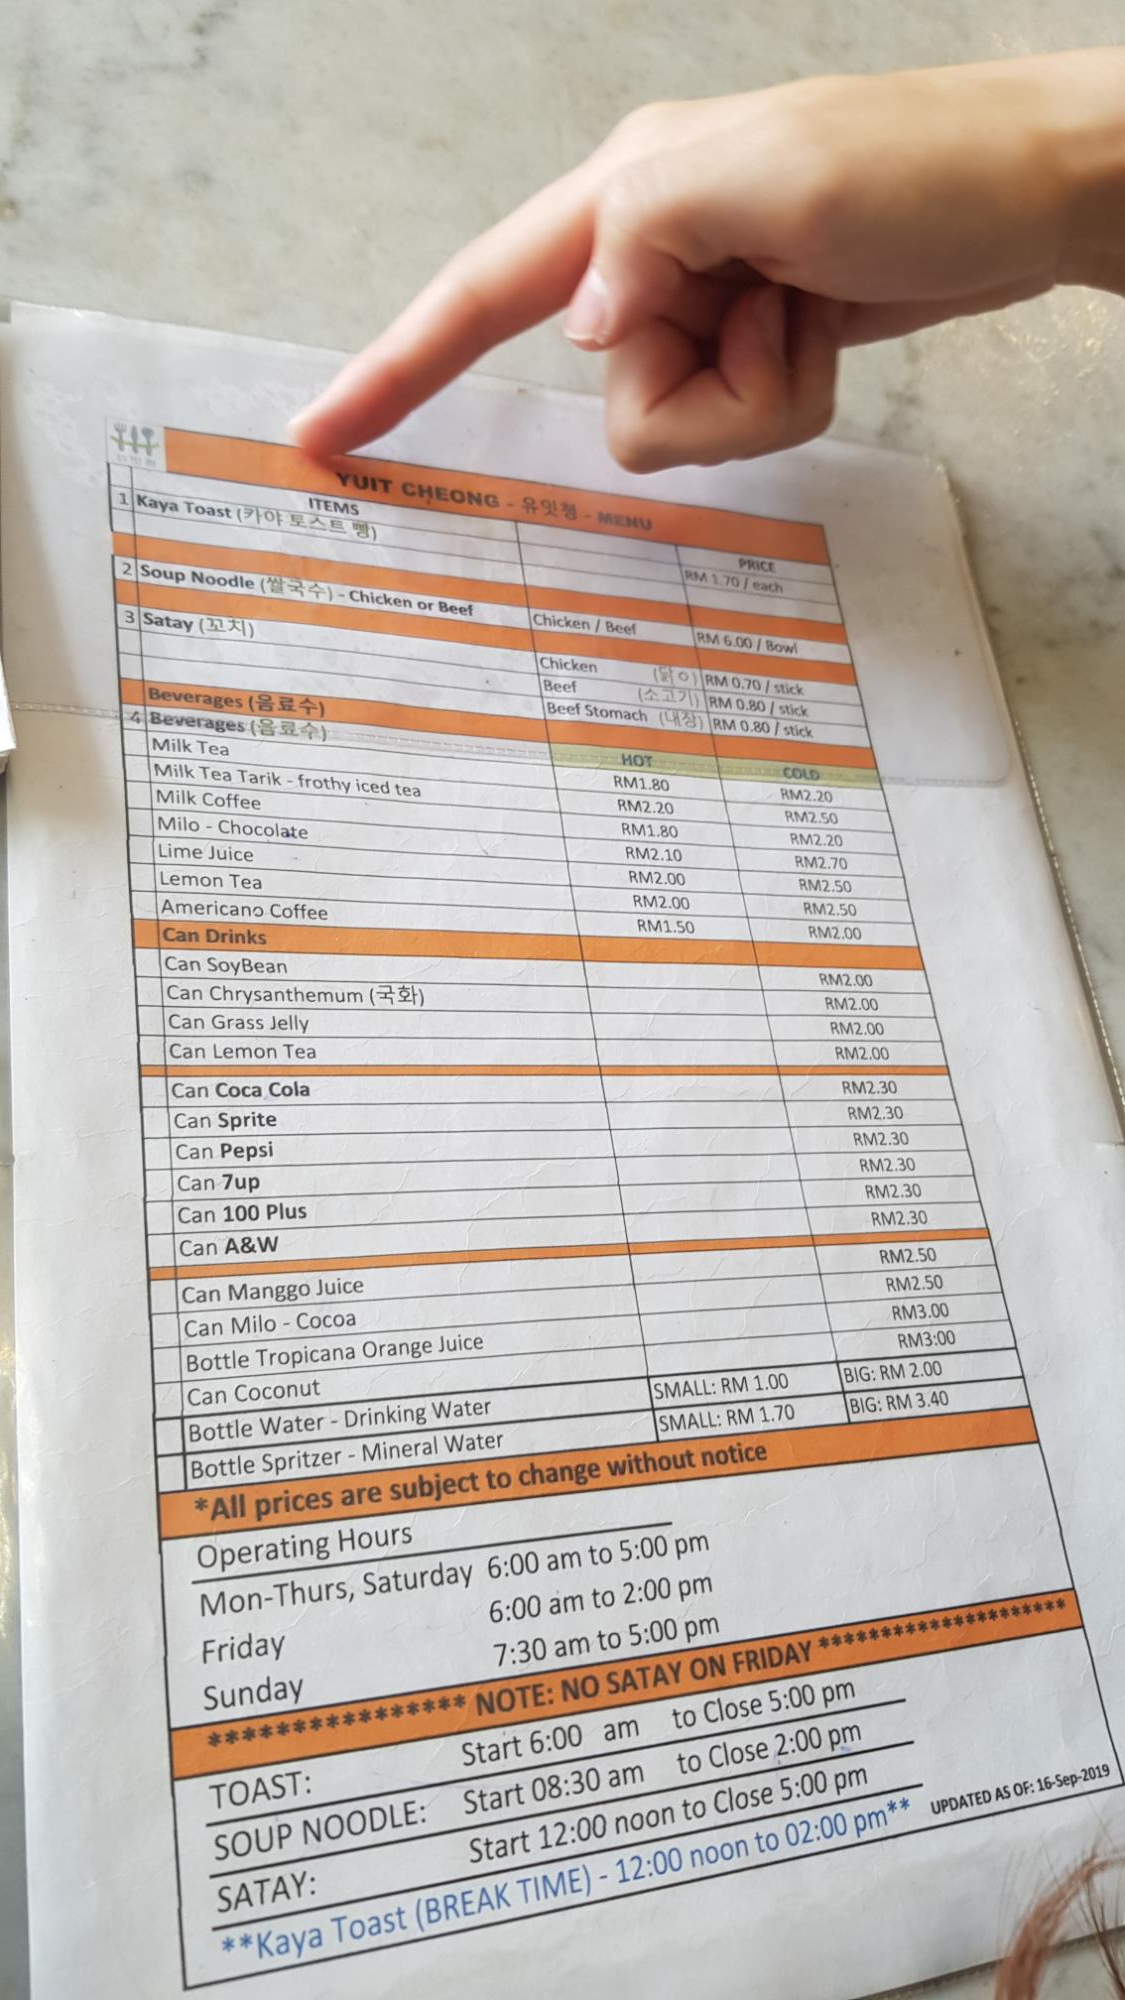 YUIT CHEONG - 유잇청 - MENU
ITEMS PRICE
1 Kaya Toast (카야 토스트 빵) RM 1.70 / each
2 Soup Noodle (쌀국수) - Chicken or Beef Chicken / Beef RM 6.00 / Bowl
3 Satay (꼬치) Chicken (닭이) RM 0.70 / stick
Beef (소고기) RM 0.80 / stick
Beef Stomach (내장) RM 0.80 / stick
Beverages (음료수)
4 Beverages (음료수) HOT COLD
Milk Tea RM1.80 RM2.20
Milk Tea Tarik - frothy iced tea RM2.20 RM2.50
Milk Coffee RM1.80 RM2.20
Milo - Chocolate RM2.10 RM2.70
Lime Juice RM2.00 RM2.50
Lemon Tea RM2.00 RM2.50
Americano Coffee RM1.50 RM2.00
Can Drinks
Can SoyBean RM2.00
Can Chrysanthemum (국화) RM2.00
Can Grass Jelly RM2.00
Can Lemon Tea RM2.00
Can Coca Cola RM2.30
Can Sprite RM2.30
Can Pepsi RM2.30
Can 7up RM2.30
Can 100 Plus RM2.30
Can A&W RM2.30
Can Manggo Juice RM2.50
Can Milo - Cocoa RM2.50
Bottle Tropicana Orange Juice RM3.00
Can Coconut RM3:00
Bottle Water - Drinking Water SMALL: RM 1.00 BIG: RM 2.00
Bottle Spritzer - Mineral Water SMALL: RM 1.70 BIG: RM 3.40
*All prices are subject to change without notice
Operating Hours
Mon-Thurs, Saturday 6:00 am to 5:00 pm
Friday 6:00 am to 2:00 pm
Sunday 7:30 am to 5:00 pm
**************** NOTE: NO SATAY ON FRIDAY *********************
TOAST: Start 6:00 am to Close 5:00 pm
SOUP NOODLE: Start 08:30 am to Close 2:00 pm
SATAY: Start 12:00 noon to Close 5:00 pm
**Kaya Toast (BREAK TIME) - 12:00 noon to 02:00 pm**
UPDATED AS OF: 16-Sep-2019